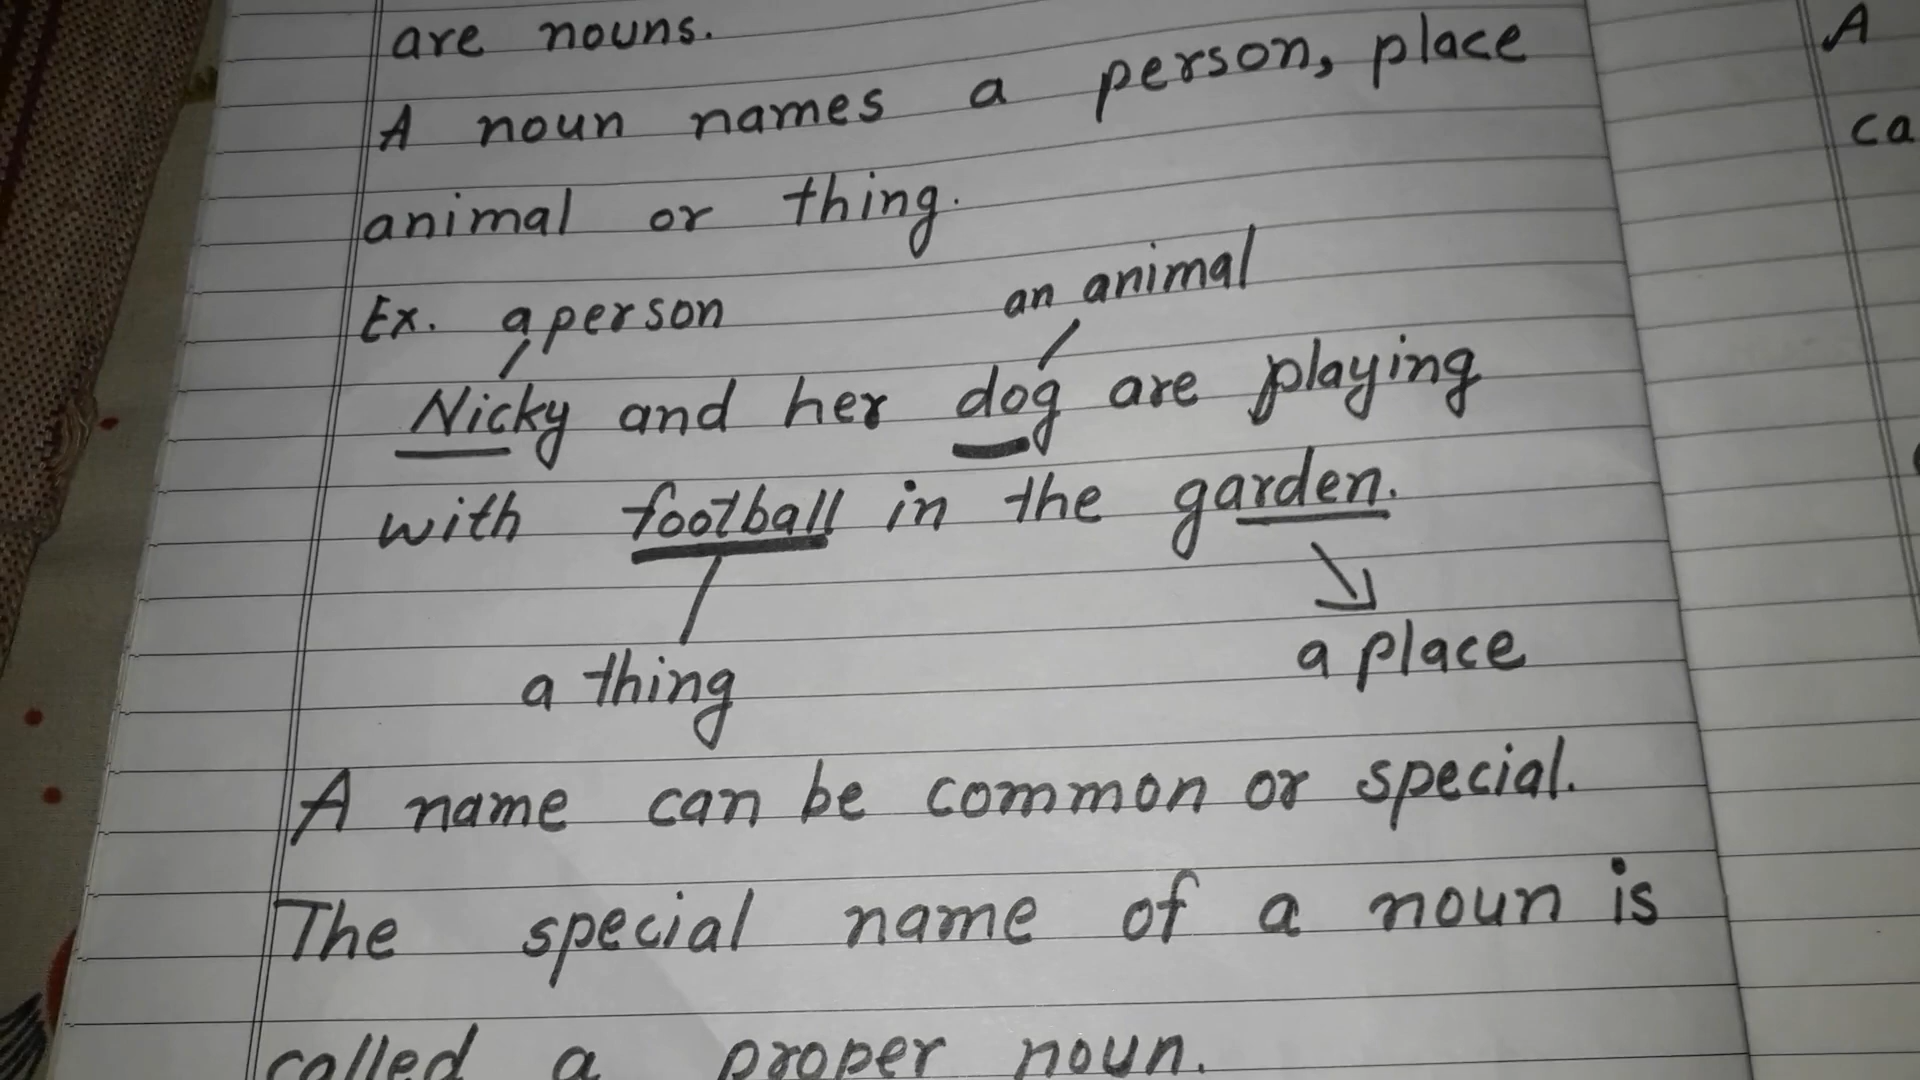 are nouns.
A noun names a person, place
animal or thing.
an animal
Ex. a person
Nicky and her dog are playing
with football in the garden.
a thing
a place
A name can be common or special.
The special name of a noun is
called a proper noun.
A
ca